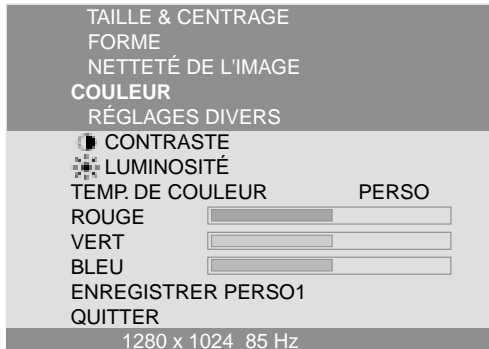 TAILLE & CENTRAGE
FORME
NETTETÉ DE L'IMAGE
COULEUR
RÉGLAGES DIVERS
CONTRASTE
LUMINOSITÉ
TEMP. DE COULEUR PERSO
ROUGE
VERT
BLEU
ENREGISTRER PERSO1
QUITTER
1280 x 1024 85 Hz